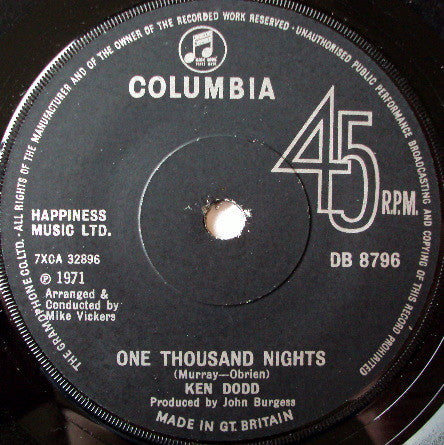 THE GRAMOPHONE CO. LTD. · ALL RIGHTS OF THE MANUFACTURER AND OF THE OWNER OF THE RECORDED WORK RESERVED · UNAUTHORISED PUBLIC PERFORMANCE BROADCASTING AND COPYING OF THIS RECORD PROHIBITED
COLUMBIA
45
R.P.M.
HAPPINESS
MUSIC LTD.
7XCA 32896
℗ 1971
Arranged &
Conducted by
Mike Vickers
DB 8796
ONE THOUSAND NIGHTS
(Murray—Obrien)
KEN DODD
Produced by John Burgess
MADE IN GT. BRITAIN